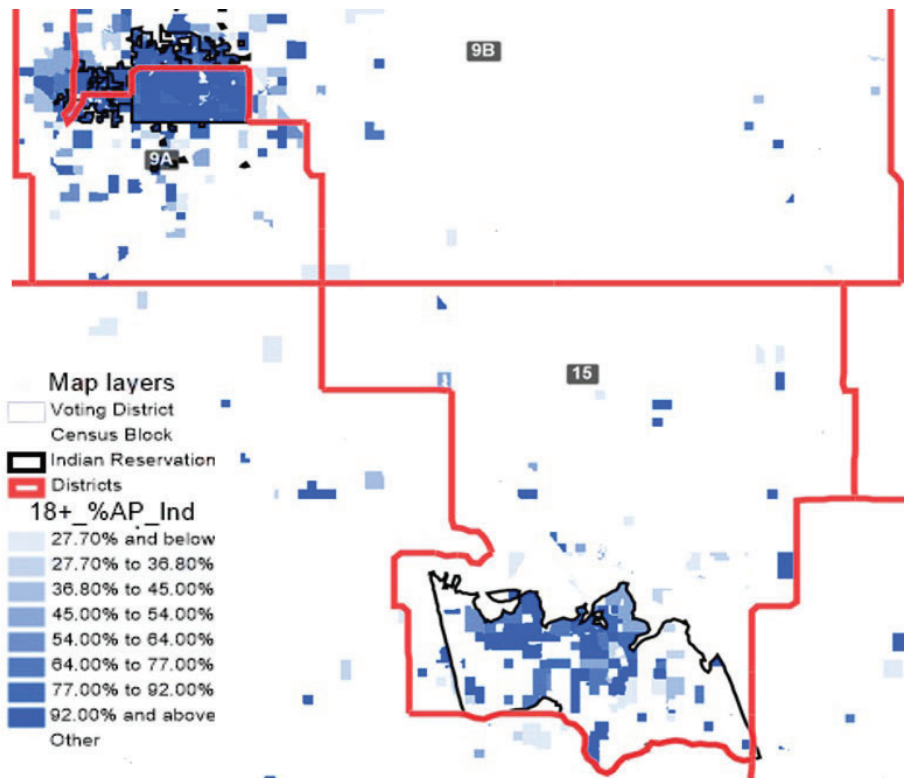 9B
9A
15
Map layers
Voting District
Census Block
Indian Reservation
Districts
18+_%AP_Ind
27.70% and below
27.70% to 36.80%
36.80% to 45.00%
45.00% to 54.00%
54.00% to 64.00%
64.00% to 77.00%
77.00% to 92.00%
92.00% and above
Other